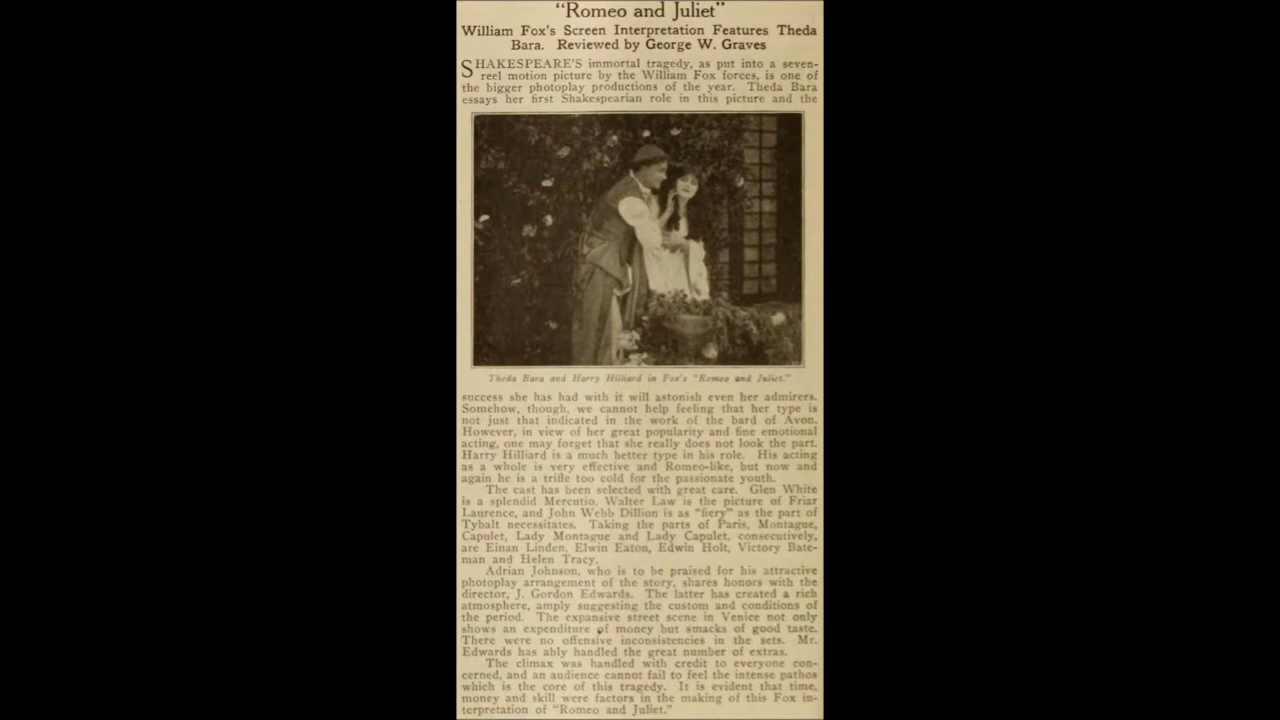 "Romeo and Juliet"
William Fox's Screen Interpretation Features Theda
Bara. Reviewed by George W. Graves
SHAKESPEARE'S immortal tragedy, as put into a seven-
reel motion picture by the William Fox forces, is one of
the bigger photoplay productions of the year. Theda Bara
essays her first Shakespearian role in this picture and the
Theda Bara and Harry Hilliard in Fox's "Romeo and Juliet."
success she has had with it will astonish even her admirers.
Somehow, though, we cannot help feeling that her type is
not just that indicated in the work of the bard of Avon.
However, in view of her great popularity and fine emotional
acting, one may forget that she really does not look the part.
Harry Hilliard is a much better type in his role. His acting
as a whole is very effective and Romeo-like, but now and
again he is a trifle too cold for the passionate youth.
The cast has been selected with great care. Glen White
is a splendid Mercutio, Walter Law is the picture of Friar
Laurence, and John Webb Dillion is as "fiery" as the part of
Tybalt necessitates. Taking the parts of Paris, Montague,
Capulet, Lady Montague and Lady Capulet, consecutively,
are Einan Linden, Elwin Eaton, Edwin Holt, Victory Bate-
man and Helen Tracy.
Adrian Johnson, who is to be praised for his attractive
photoplay arrangement of the story, shares honors with the
director, J. Gordon Edwards. The latter has created a rich
atmosphere, amply suggesting the custom and conditions of
the period. The expansive street scene in Venice not only
shows an expenditure of money but smacks of good taste.
There were no offensive inconsistencies in the sets. Mr.
Edwards has ably handled the great number of extras.
The climax was handled with credit to everyone con-
cerned, and an audience cannot fail to feel the intense pathos
which is the core of this tragedy. It is evident that time,
money and skill were factors in the making of this Fox in-
terpretation of "Romeo and Juliet."